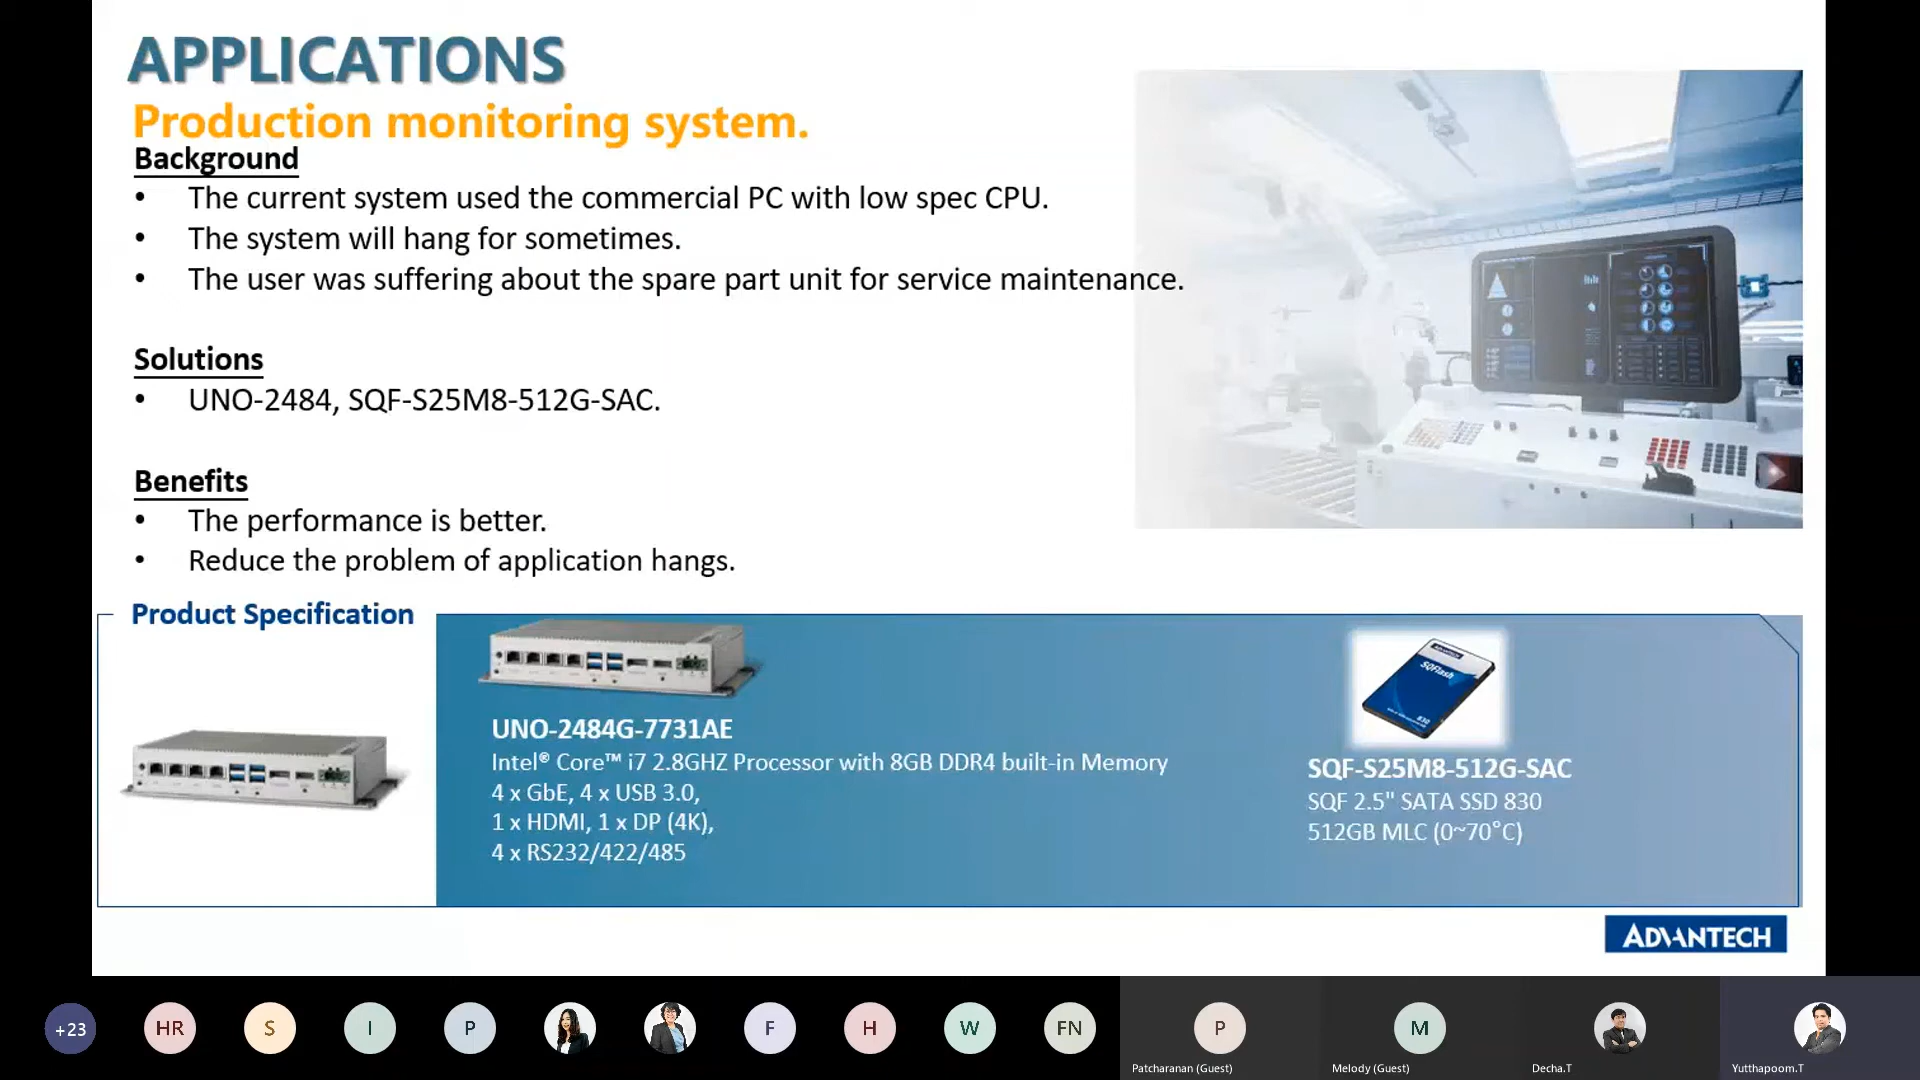 APPLICATIONS
Production monitoring system.
Background
• The current system used the commercial PC with low spec CPU.
• The system will hang for sometimes.
• The user was suffering about the spare part unit for service maintenance.
Solutions
• UNO-2484, SQF-S25M8-512G-SAC.
Benefits
• The performance is better.
• Reduce the problem of application hangs.
Product Specification
UNO-2484G-7731AE
Intel® Core™ i7 2.8GHZ Processor with 8GB DDR4 built-in Memory
4 x GbE, 4 x USB 3.0,
1 x HDMI, 1 x DP (4K),
4 x RS232/422/485
ADVANTECH
SQFlash
830
SQF-S25M8-512G-SAC
SQF 2.5" SATA SSD 830
512GB MLC (0~70°C)
ADVANTECH
+23
HR
S
I
P
F
H
W
FN
P
M
Patcharanan (Guest)
Melody (Guest)
Decha.T
Yutthapoom.T